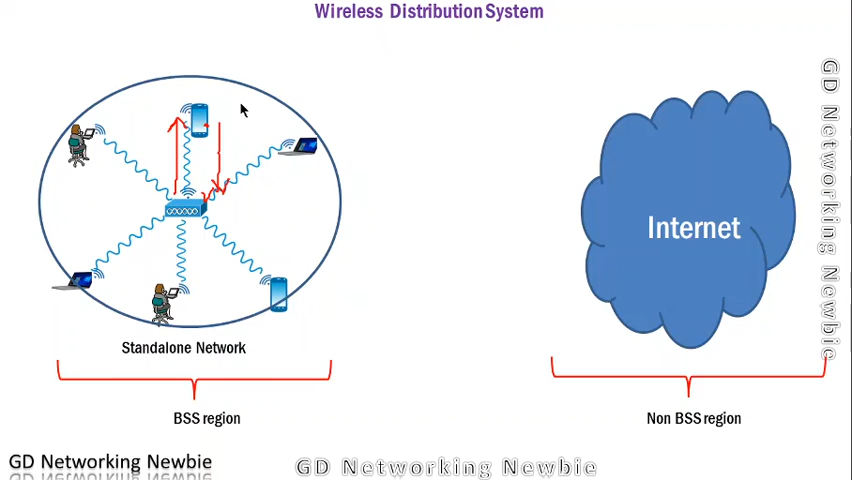 Wireless Distribution System
GD Networking Newbie
Internet
Standalone Network
BSS region
Non BSS region
GD Networking Newbie
GD Networking Newbie